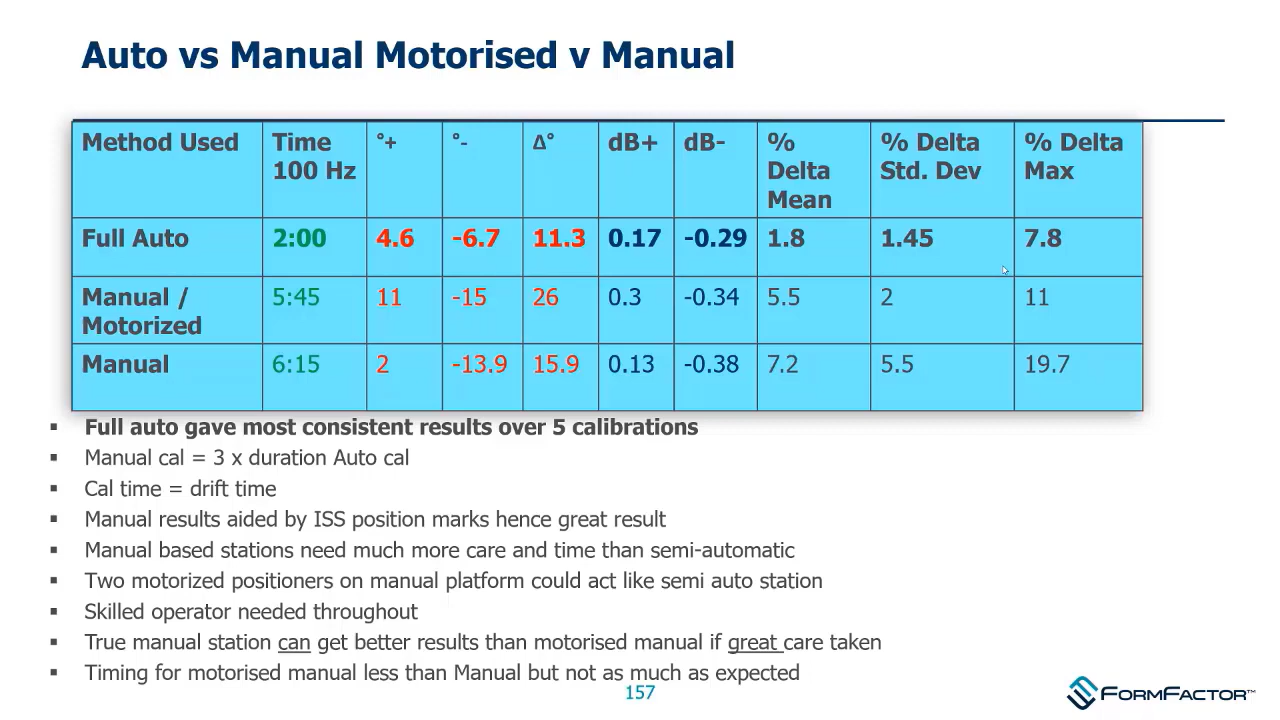 Auto vs Manual Motorised v Manual
Method Used Time 100 Hz °+ °- Δ° dB+ dB- % Delta Mean % Delta Std. Dev % Delta Max
Full Auto 2:00 4.6 -6.7 11.3 0.17 -0.29 1.8 1.45 7.8
Manual / Motorized 5:45 11 -15 26 0.3 -0.34 5.5 2 11
Manual 6:15 2 -13.9 15.9 0.13 -0.38 7.2 5.5 19.7
▪ Full auto gave most consistent results over 5 calibrations
▪ Manual cal = 3 x duration Auto cal
▪ Cal time = drift time
▪ Manual results aided by ISS position marks hence great result
▪ Manual based stations need much more care and time than semi-automatic
▪ Two motorized positioners on manual platform could act like semi auto station
▪ Skilled operator needed throughout
▪ True manual station can get better results than motorised manual if great care taken
▪ Timing for motorised manual less than Manual but not as much as expected
157
FORMFACTOR™